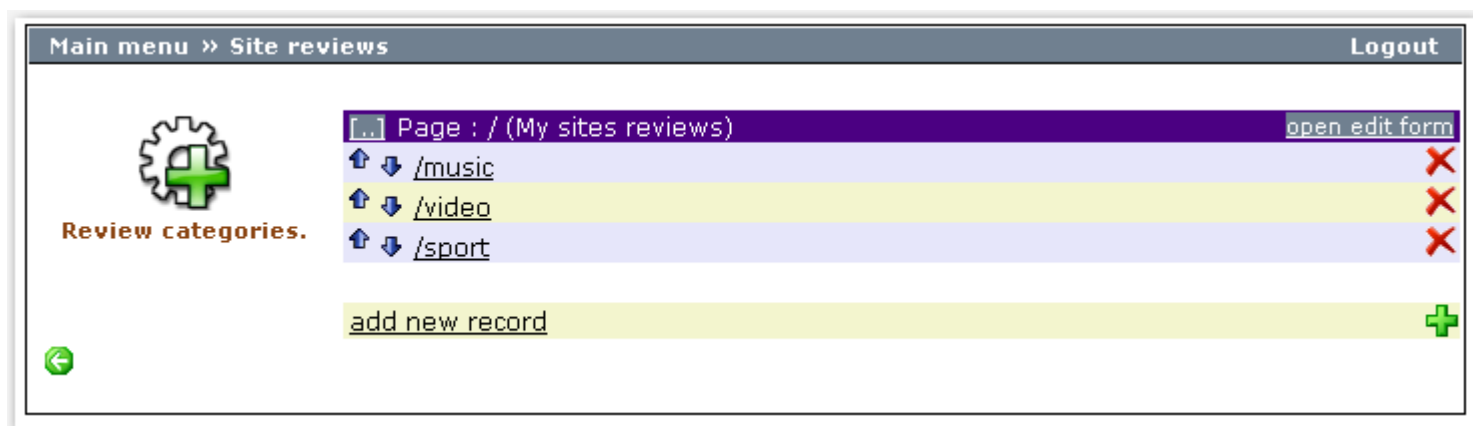 Main menu » Site reviews Logout
[..] Page : / (My sites reviews) open edit form
/music
/video
Review categories.
/sport
add new record